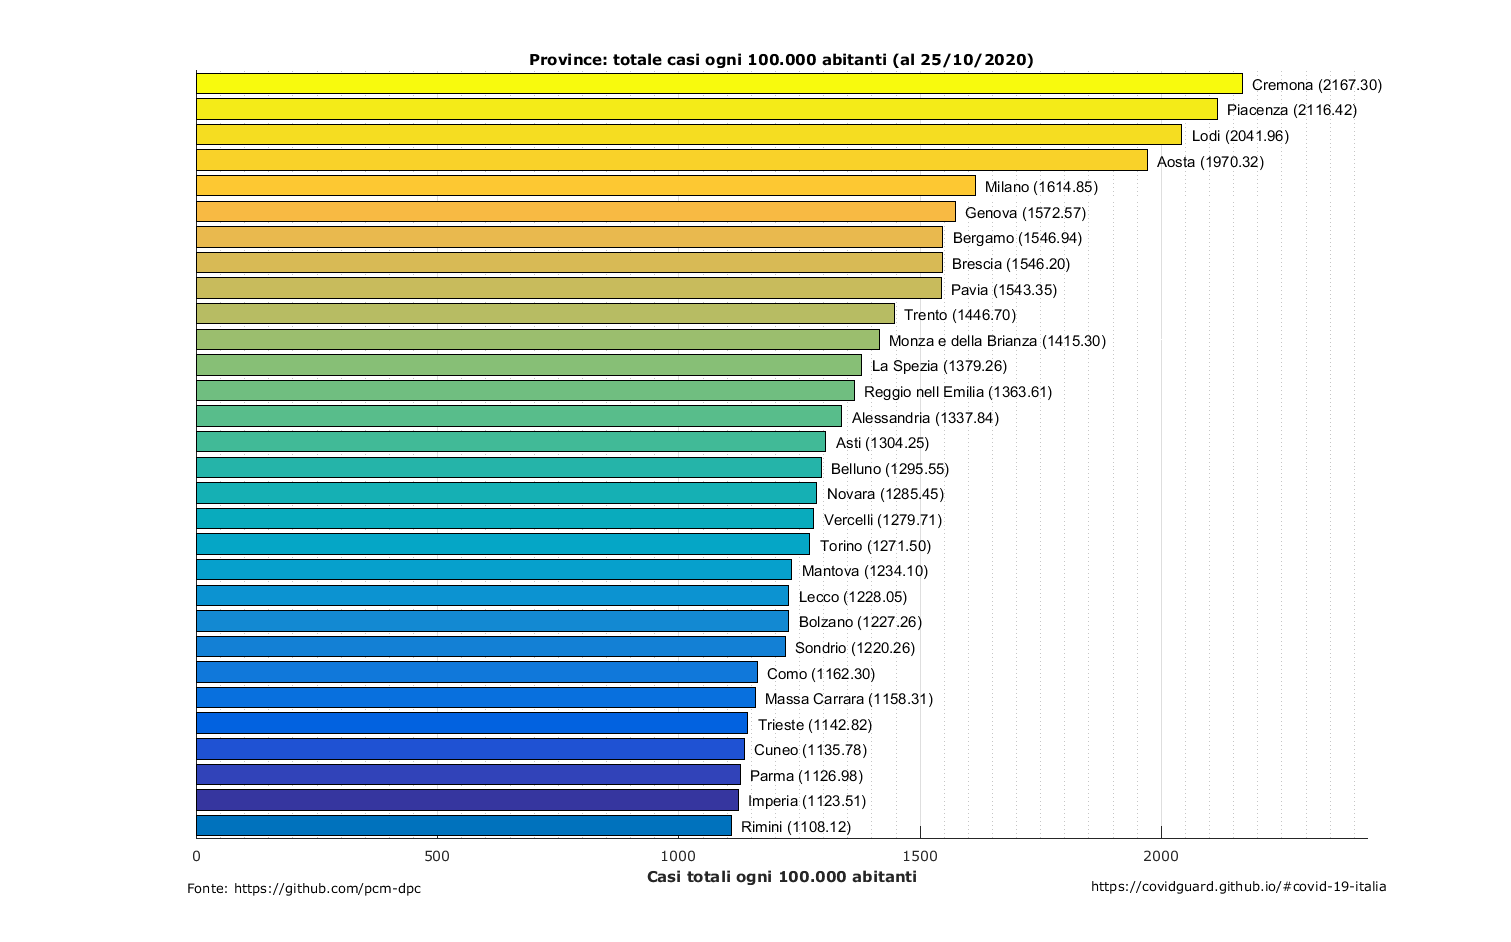 Province: totale casi ogni 100.000 abitanti (al 25/10/2020)
Cremona (2167.30)
Piacenza (2116.42)
Lodi (2041.96)
Aosta (1970.32)
Milano (1614.85)
Genova (1572.57)
Bergamo (1546.94)
Brescia (1546.20)
Pavia (1543.35)
Trento (1446.70)
Monza e della Brianza (1415.30)
La Spezia (1379.26)
Reggio nell Emilia (1363.61)
Alessandria (1337.84)
Asti (1304.25)
Belluno (1295.55)
Novara (1285.45)
Vercelli (1279.71)
Torino (1271.50)
Mantova (1234.10)
Lecco (1228.05)
Bolzano (1227.26)
Sondrio (1220.26)
Como (1162.30)
Massa Carrara (1158.31)
Trieste (1142.82)
Cuneo (1135.78)
Parma (1126.98)
Imperia (1123.51)
Rimini (1108.12)
0 500 1000 1500 2000
Casi totali ogni 100.000 abitanti
Fonte: https://github.com/pcm-dpc
https://covidguard.github.io/#covid-19-italia